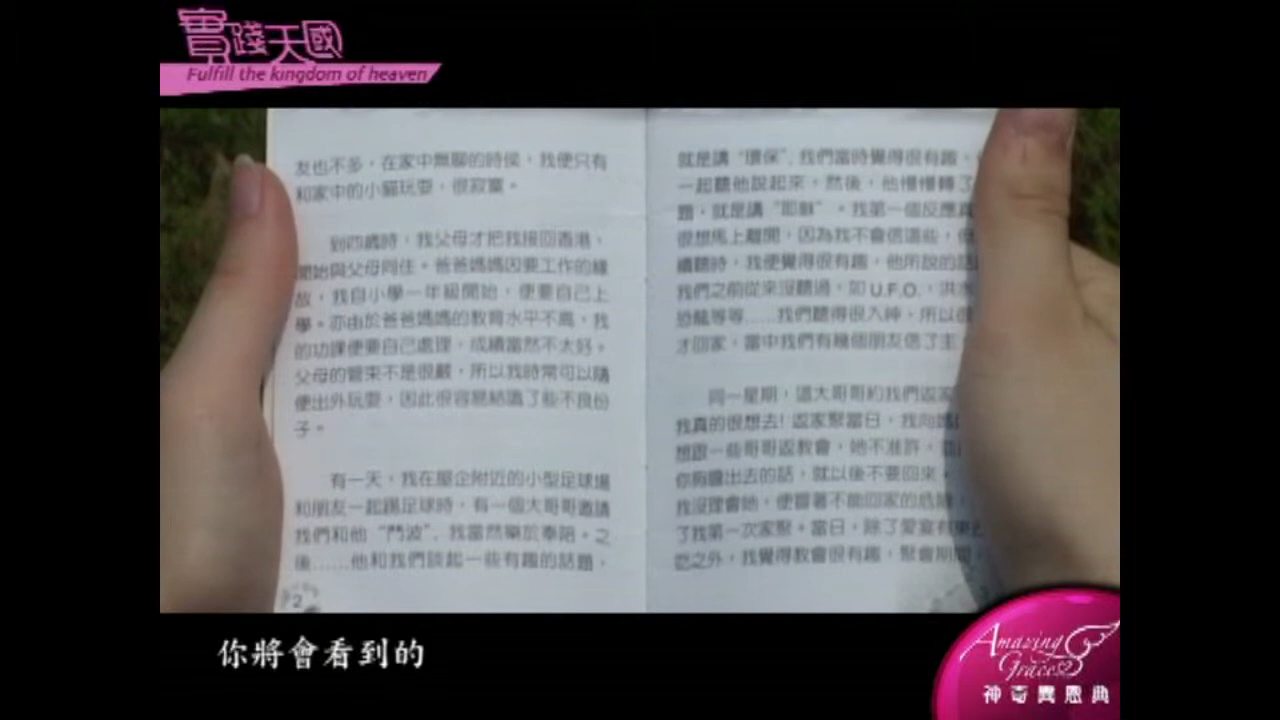 實踐天國
Fulfill the kingdom of heaven
友也不多，在家中無聊的時侯，我便只有
和家中的小貓玩耍，很寂寞。
到四歲時，我父母才把我接回香港，
開始與父母同住。爸爸媽媽因要工作的緣
故，我自小學一年級開始，便要自己上
學。亦由於爸爸媽媽的教育水平不高，我
的功課便要自己處理，成績當然不太好。
父母的管束不是很嚴，所以我時常可以隨
便出外玩耍，因此很容易結識了些不良份
子。
有一天，我在屋企附近的小型足球場
和朋友一起踢足球時，有一個大哥哥邀請
我們和他“鬥波”，我當然樂於奉陪。之
後……他和我們談起一些有趣的話題，
2
就是講“環保”，我們當時覺得很有趣，
一起聽他說起來，然後，他慢慢轉了
題，就是講“耶穌”。我第一個反應真
很想馬上離開，因為我不會信這些，但
續聽時，我便覺得很有趣，他所說的話
我們之前從來沒聽過，如 U.F.O.，洪水
恐龍等等……我們聽得很入神，所以
才回家，當中我們有幾個朋友信了主
同一星期，這大哥哥約我們返家
我真的很想去! 返家聚當日，我向媽
想跟一些哥哥返教會，她不准許，
你夠膽出去的話，就以後不要回來。
我沒理會她，便冒著不能回家的危險
了我第一次家聚。當日，除了愛宴有東
吃之外，我覺得教會很有趣，聚會期間，
你將會看到的
Amazing
Grace
神奇異恩典